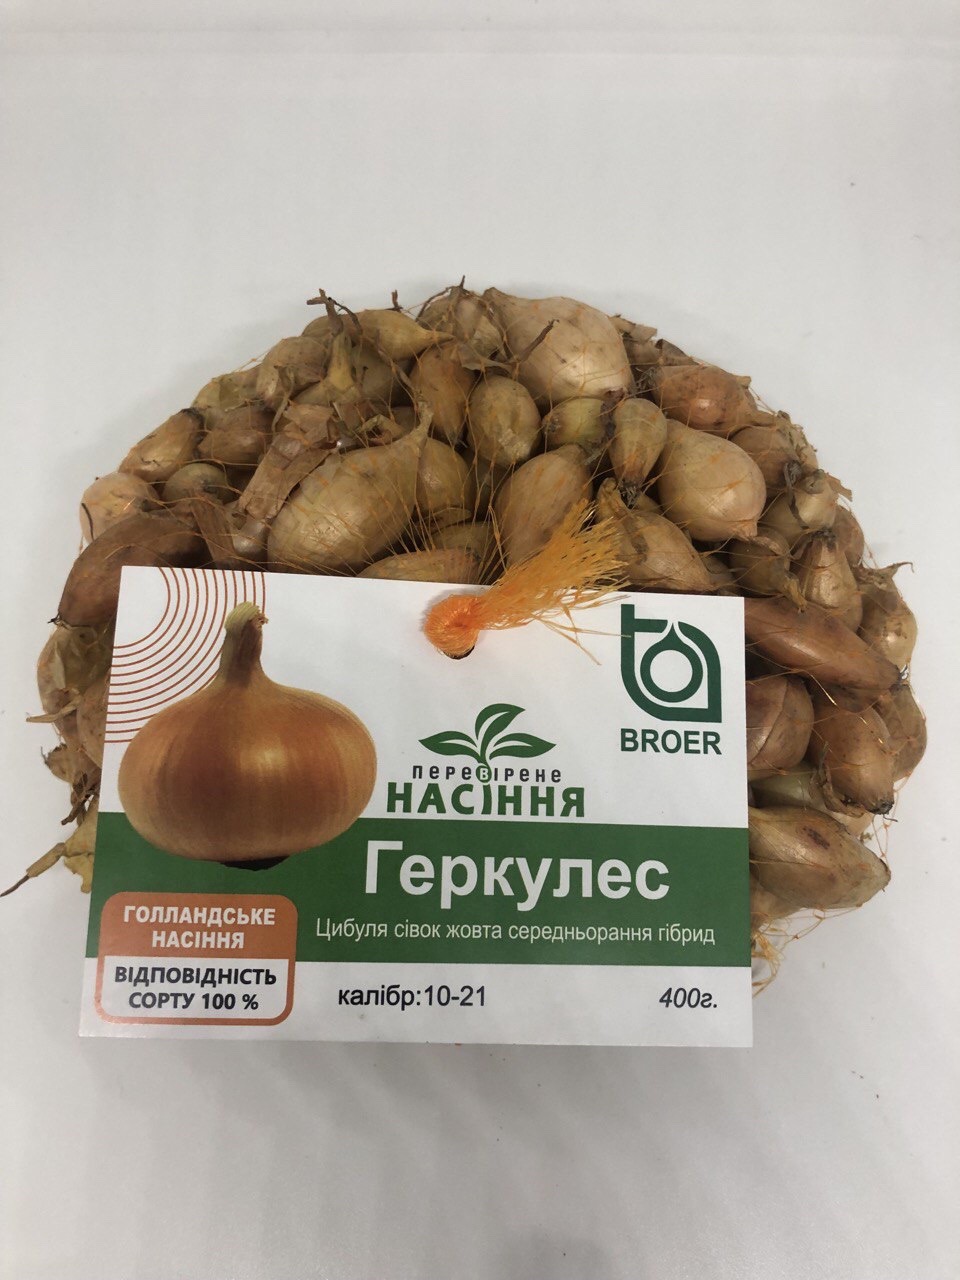 BROER
ПЕРЕВІРЕНЕ
НАСІННЯ
Геркулес
Цибуля сівок жовта середньорання гібрид
ГОЛЛАНДСЬКЕ
НАСІННЯ
ВІДПОВІДНІСТЬ
СОРТУ 100 %
калібр:10-21
400г.